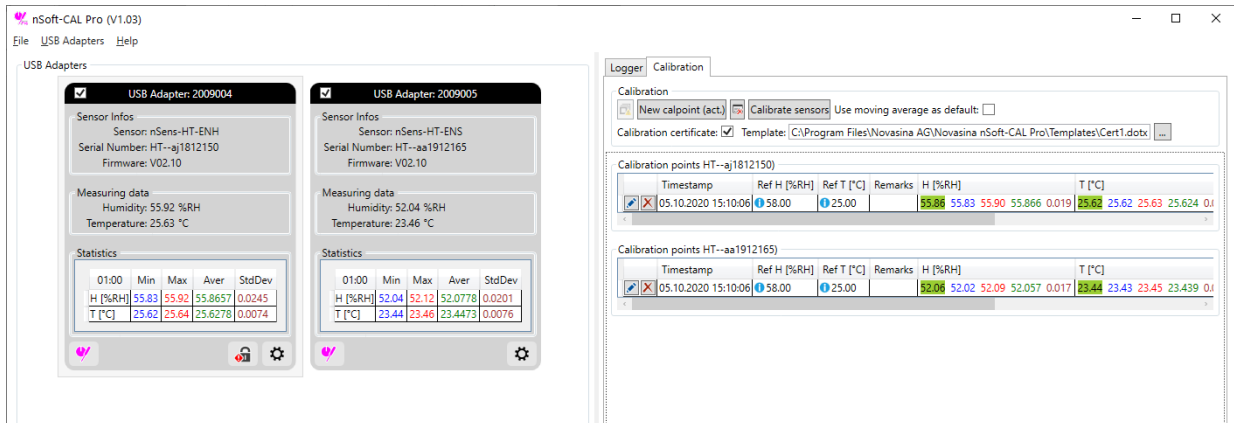 nSoft-CAL Pro (V1.03)
File USB Adapters Help
USB Adapters
USB Adapter: 2009004
Sensor Infos
Sensor: nSens-HT-ENH
Serial Number: HT--aj1812150
Firmware: V02.10
Measuring data
Humidity: 55.92 %RH
Temperature: 25.63 °C
Statistics
01:00 Min Max Aver StdDev
H [%RH] 55.83 55.92 55.8657 0.0245
T [°C] 25.62 25.64 25.6278 0.0074
USB Adapter: 2009005
Sensor Infos
Sensor: nSens-HT-ENS
Serial Number: HT--aa1912165
Firmware: V02.10
Measuring data
Humidity: 52.04 %RH
Temperature: 23.46 °C
Statistics
01:00 Min Max Aver StdDev
H [%RH] 52.04 52.12 52.0778 0.0201
T [°C] 23.44 23.46 23.4473 0.0076
Logger Calibration
Calibration
New calpoint (act.) Calibrate sensors Use moving average as default:
Calibration certificate: Template: C:\Program Files\Novasina AG\Novasina nSoft-CAL Pro\Templates\Cert1.dotx ...
Calibration points HT--aj1812150)
Timestamp Ref H [%RH] Ref T [°C] Remarks H [%RH] T [°C]
05.10.2020 15:10:06 58.00 25.00 55.86 55.83 55.90 55.866 0.019 25.62 25.62 25.63 25.624
Calibration points HT--aa1912165)
Timestamp Ref H [%RH] Ref T [°C] Remarks H [%RH] T [°C]
05.10.2020 15:10:06 58.00 25.00 52.06 52.02 52.09 52.057 0.017 23.44 23.43 23.45 23.439